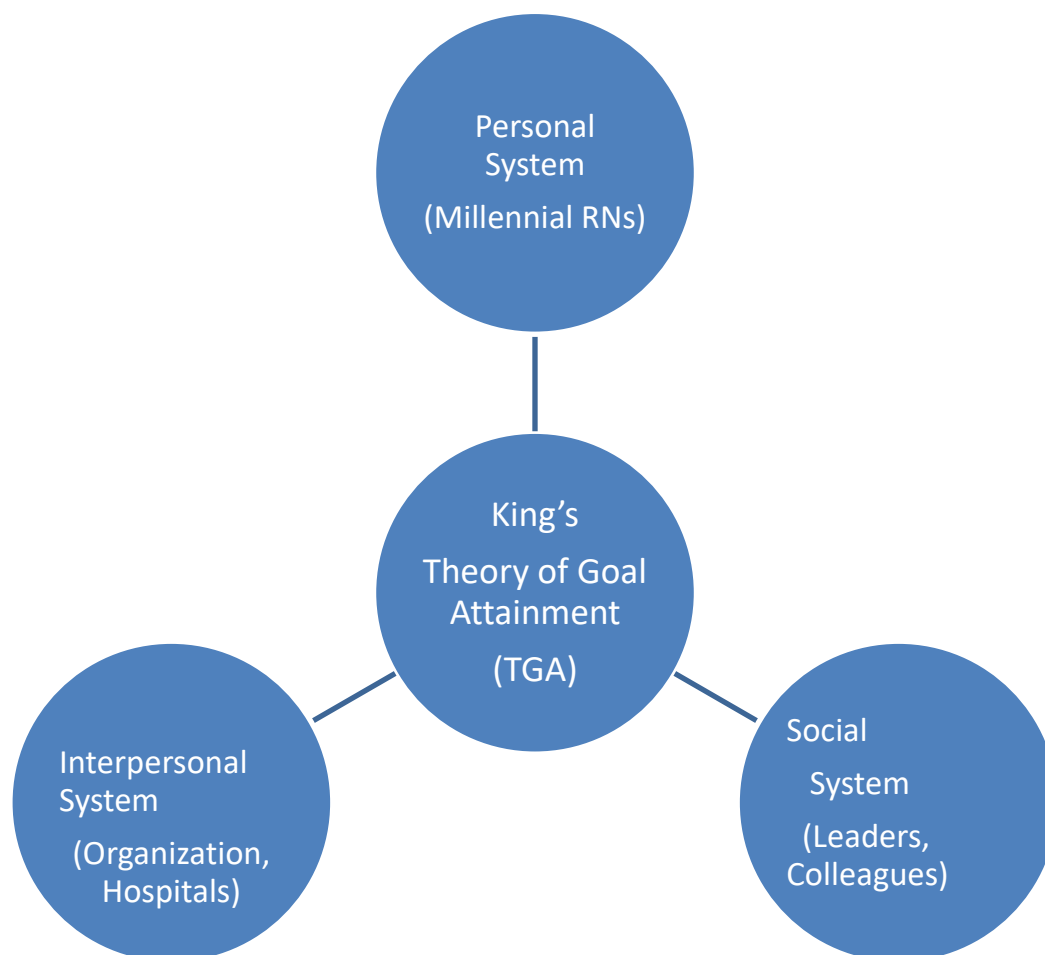 Personal
System
(Millennial RNs)
King’s
Theory of Goal
Attainment
(TGA)
Interpersonal
System
(Organization,
Hospitals)
Social
System
(Leaders,
Colleagues)